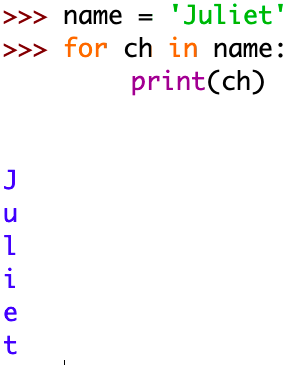 >>> name = 'Juliet'
>>> for ch in name:
        print(ch)
J
u
l
i
e
t